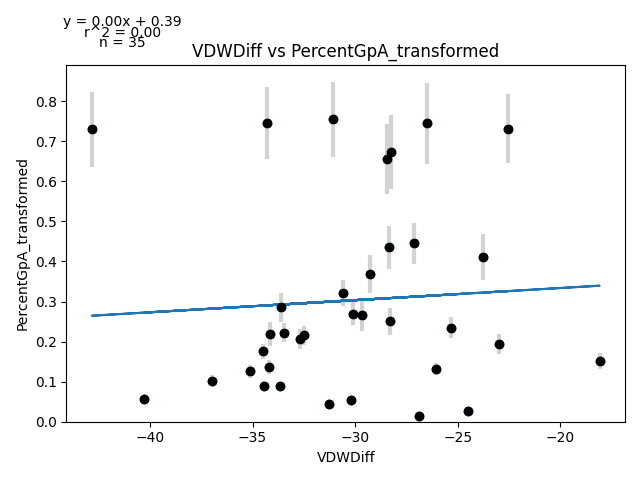 y = 0.00x + 0.39
r^2 = 0.00
n = 35
VDWDiff vs PercentGpA_transformed
PercentGpA_transformed
0.8
0.7
0.6
0.5
0.4
0.3
0.2
0.1
0.0
−40
−35
−30
−25
−20
VDWDiff